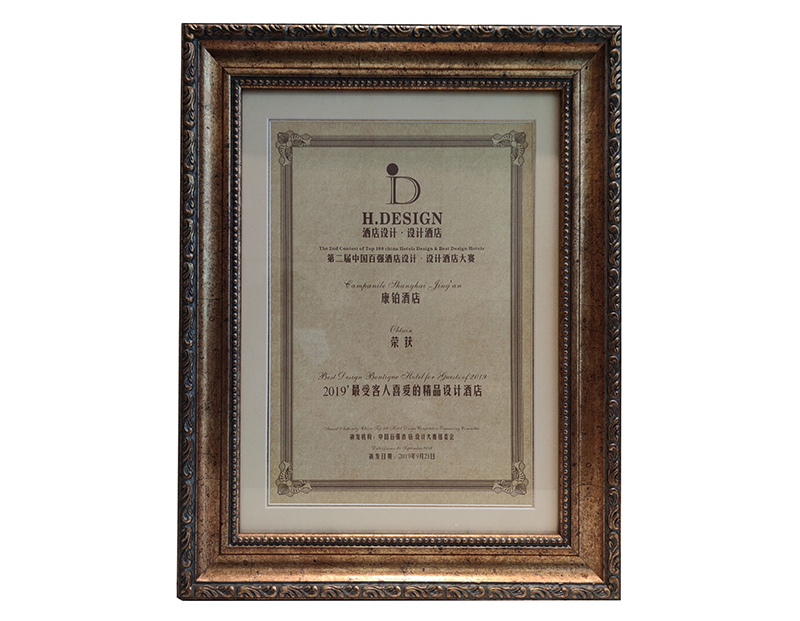 H.DESIGN
酒店设计·设计酒店
The 2nd Contest of Top 100 china Hotels Design & Best Design Hotels
第二届中国百强酒店设计·设计酒店大赛
Campanile Shanghai Jing'an
康铂酒店
Obtain
荣获
Best Design Boutique Hotel for Guests of 2019
2019'最受客人喜爱的精品设计酒店
颁发机构：中国百强酒店设计大赛组委会
颁发日期：2019年9月21日